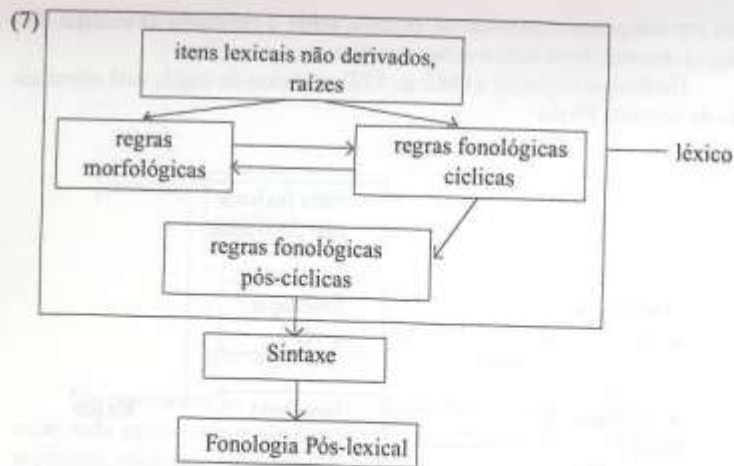 (7)
itens lexicais não derivados,
raízes
regras
morfológicas
regras fonológicas
cíclicas
léxico
regras fonológicas
pós-cíclicas
Sintaxe
Fonologia Pós-lexical